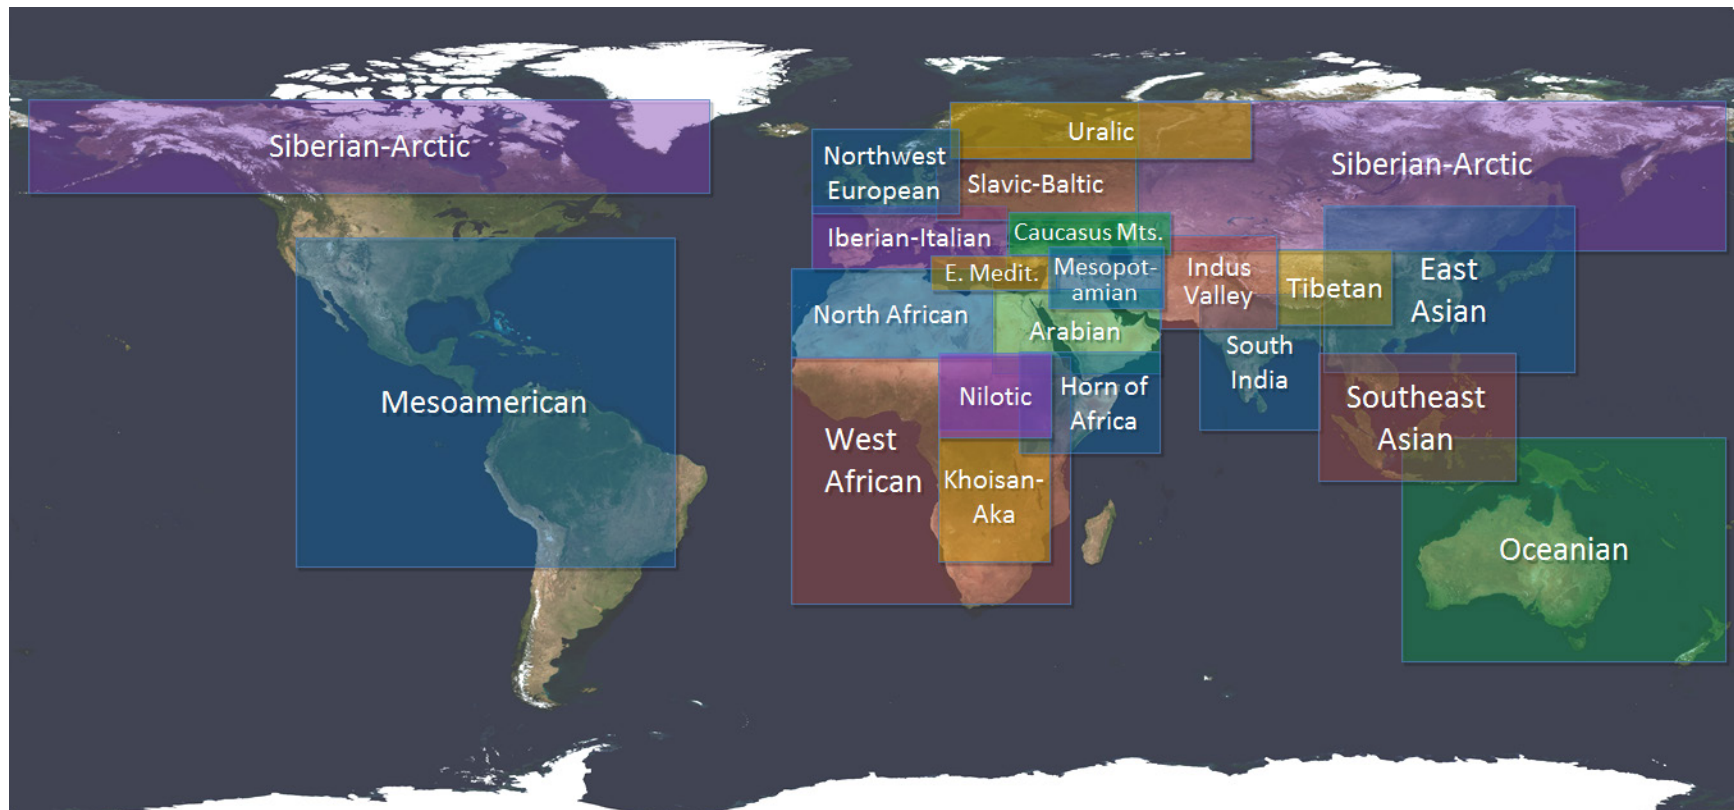 Siberian-Arctic
Uralic
Northwest
European
Slavic-Baltic
Siberian-Arctic
Iberian-Italian
Caucasus Mts.
E. Medit.
Mesopot-
amian
Indus
Valley
Tibetan
East
Asian
North African
Arabian
South
India
Mesoamerican
Nilotic
Horn of
Africa
Southeast
Asian
West
African
Khoisan-
Aka
Oceanian